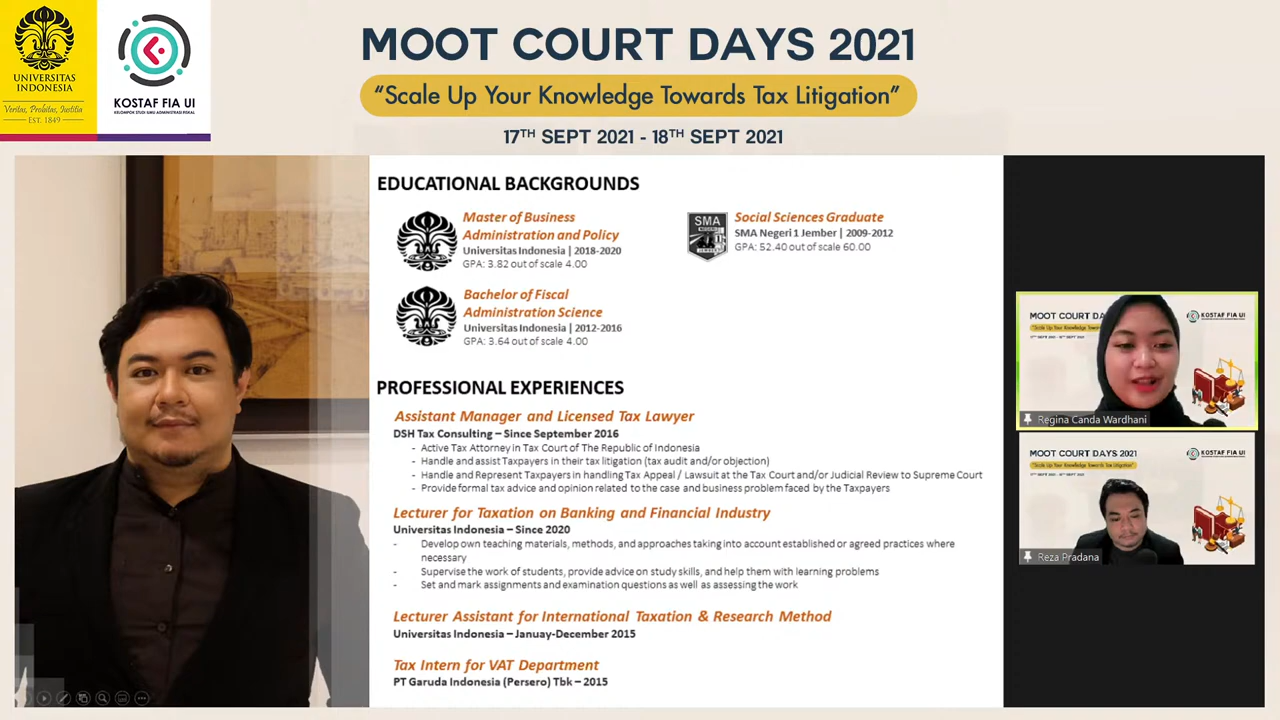 UNIVERSITAS
INDONESIA
Veritas, Probitas, Justitia
EST. 1849
KOSTAF FIA UI
KELOMPOK STUDI ILMU ADMINISTRASI FISKAL
MOOT COURT DAYS 2021
“Scale Up Your Knowledge Towards Tax Litigation”
17TH SEPT 2021 - 18TH SEPT 2021
EDUCATIONAL BACKGROUNDS
Master of Business
Administration and Policy
Universitas Indonesia | 2018-2020
GPA: 3.82 out of scale 4.00
Bachelor of Fiscal
Administration Science
Universitas Indonesia | 2012-2016
GPA: 3.64 out of scale 4.00
SMA
Social Sciences Graduate
SMA Negeri 1 Jember | 2009-2012
GPA: 52.40 out of scale 60.00
PROFESSIONAL EXPERIENCES
Assistant Manager and Licensed Tax Lawyer
DSH Tax Consulting – Since September 2016
- Active Tax Attorney in Tax Court of The Republic of Indonesia
- Handle and assist Taxpayers in their tax litigation (tax audit and/or objection)
- Handle and Represent Taxpayers in handling Tax Appeal / Lawsuit at the Tax Court and/or Judicial Review to Supreme Court
- Provide formal tax advice and opinion related to the case and business problem faced by the Taxpayers
Lecturer for Taxation on Banking and Financial Industry
Universitas Indonesia – Since 2020
- Develop own teaching materials, methods, and approaches taking into account established or agreed practices where
necessary
- Supervise the work of students, provide advice on study skills, and help them with learning problems
- Set and mark assignments and examination questions as well as assessing the work
Lecturer Assistant for International Taxation & Research Method
Universitas Indonesia – Januay-December 2015
Tax Intern for VAT Department
PT Garuda Indonesia (Persero) Tbk – 2015
MOOT COURT DA
KOSTAF FIA UI
Regina Canda Wardhani
MOOT COURT DAYS 2021
KOSTAF FIA UI
"Scale Up Your Knowledge Towards Tax Litigation"
Reza Pradana